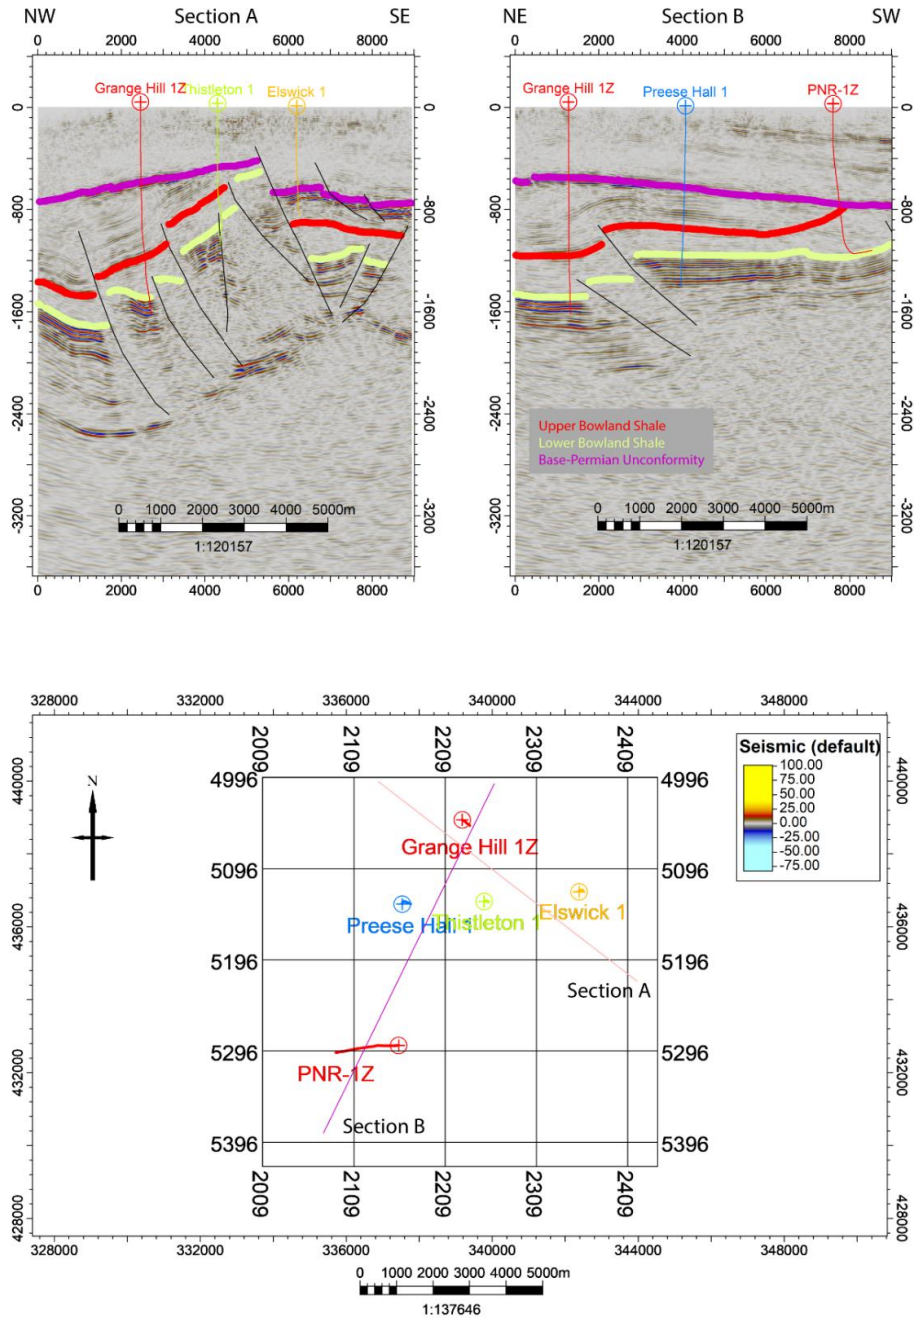 NW Section A SE
0 2000 4000 6000 8000
Grange Hill 1Z Thistleton 1 Elswick 1
0 0
-800 -800
-1600 -1600
-2400 -2400
-3200 -3200
0 1000 2000 3000 4000 5000m
1:120157
0 2000 4000 6000 8000
NE Section B SW
0 2000 4000 6000 8000
Grange Hill 1Z Preese Hall 1 PNR-1Z
0 0
-800 -800
-1600 -1600
-2400 -2400
Upper Bowland Shale
Lower Bowland Shale
Base-Permian Unconformity
-3200 -3200
0 1000 2000 3000 4000 5000m
1:120157
0 2000 4000 6000 8000
328000 332000 336000 340000 344000 348000
2009 2109 2209 2309 2409
Seismic (default)
100.00
75.00
50.00
25.00
0.00
-25.00
-50.00
-75.00
N
440000 440000
4996 4996
Grange Hill 1Z
5096 5096
436000 436000
Preese Hall 1 Thistleton 1 Elswick 1
5196 5196
Section A
432000 432000
5296 5296
PNR-1Z
Section B
5396 5396
428000 428000
2009 2109 2209 2309 2409
328000 332000 336000 340000 344000 348000
0 1000 2000 3000 4000 5000m
1:137646